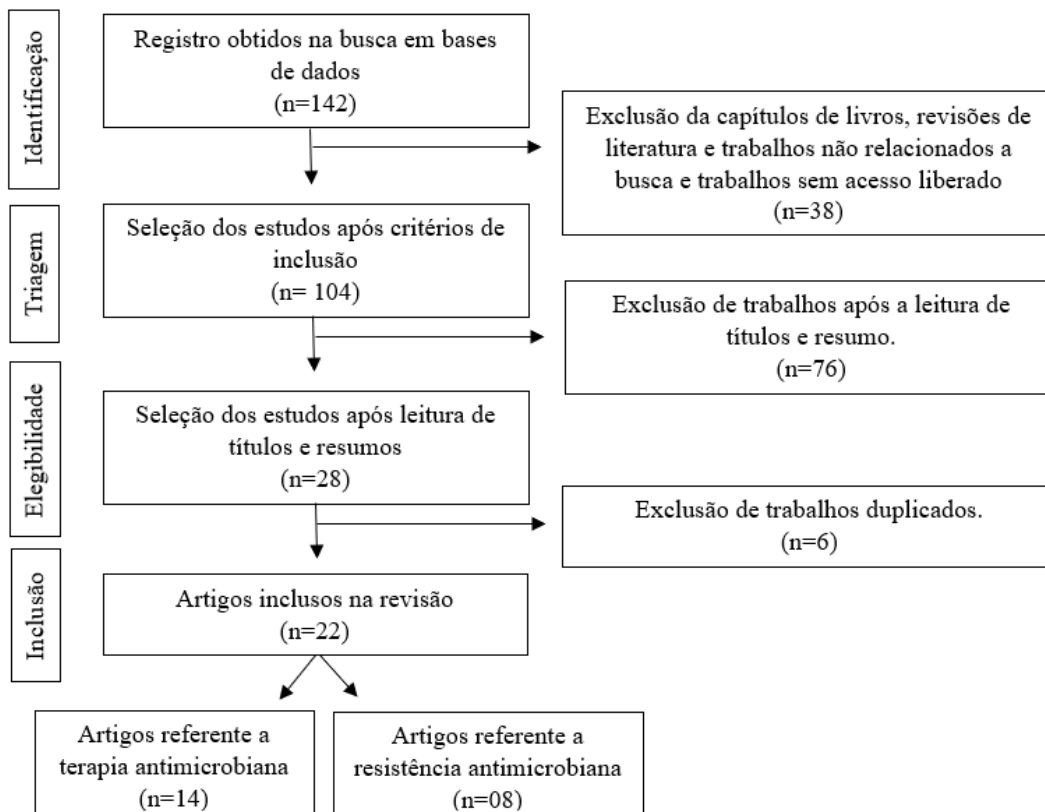 Identificação
Registro obtidos na busca em bases
de dados
(n=142)
Exclusão da capítulos de livros, revisões de
literatura e trabalhos não relacionados a
busca e trabalhos sem acesso liberado
(n=38)
Triagem
Seleção dos estudos após critérios de
inclusão
(n= 104)
Exclusão de trabalhos após a leitura de
títulos e resumo.
(n=76)
Elegibilidade
Seleção dos estudos após leitura de
títulos e resumos
(n=28)
Exclusão de trabalhos duplicados.
(n=6)
Inclusão
Artigos inclusos na revisão
(n=22)
Artigos referente a
terapia antimicrobiana
(n=14)
Artigos referente a
resistência antimicrobiana
(n=08)